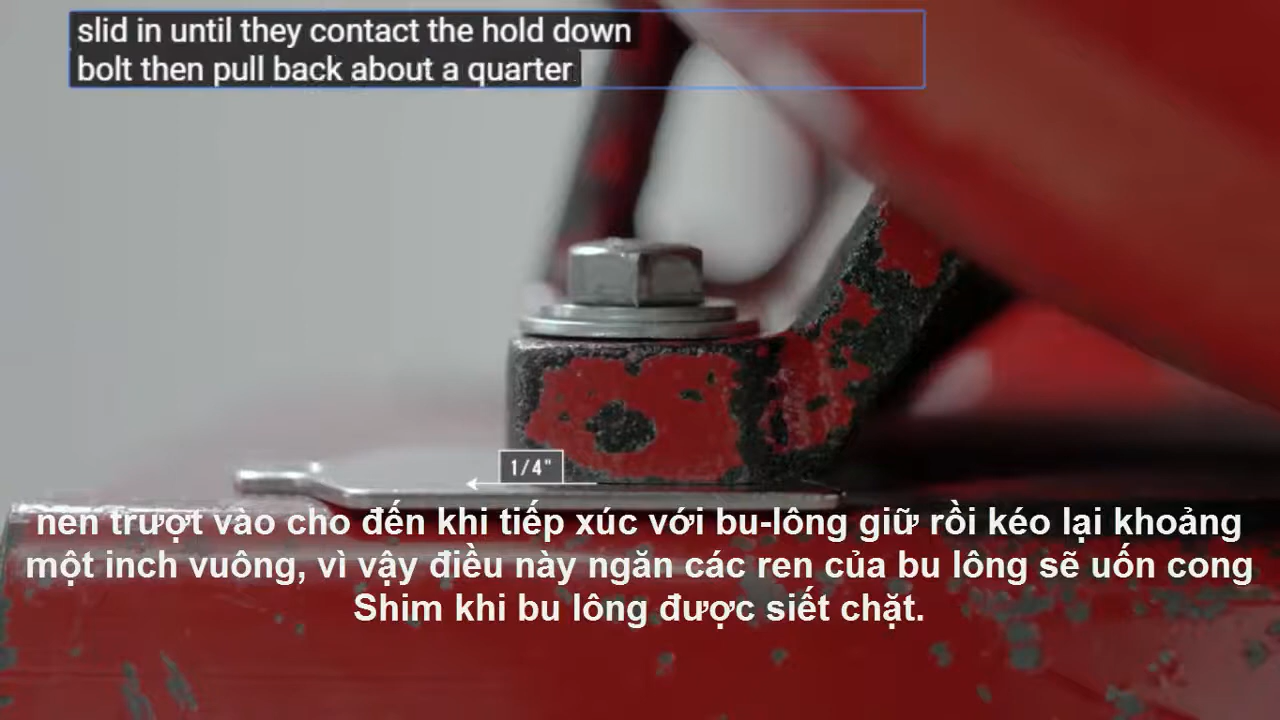 slid in until they contact the hold down
bolt then pull back about a quarter
1/4"
nên trượt vào cho đến khi tiếp xúc với bu-lông giữ rồi kéo lại khoảng
một inch vuông, vì vậy điều này ngăn các ren của bu lông sẽ uốn cong
Shim khi bu lông được siết chặt.